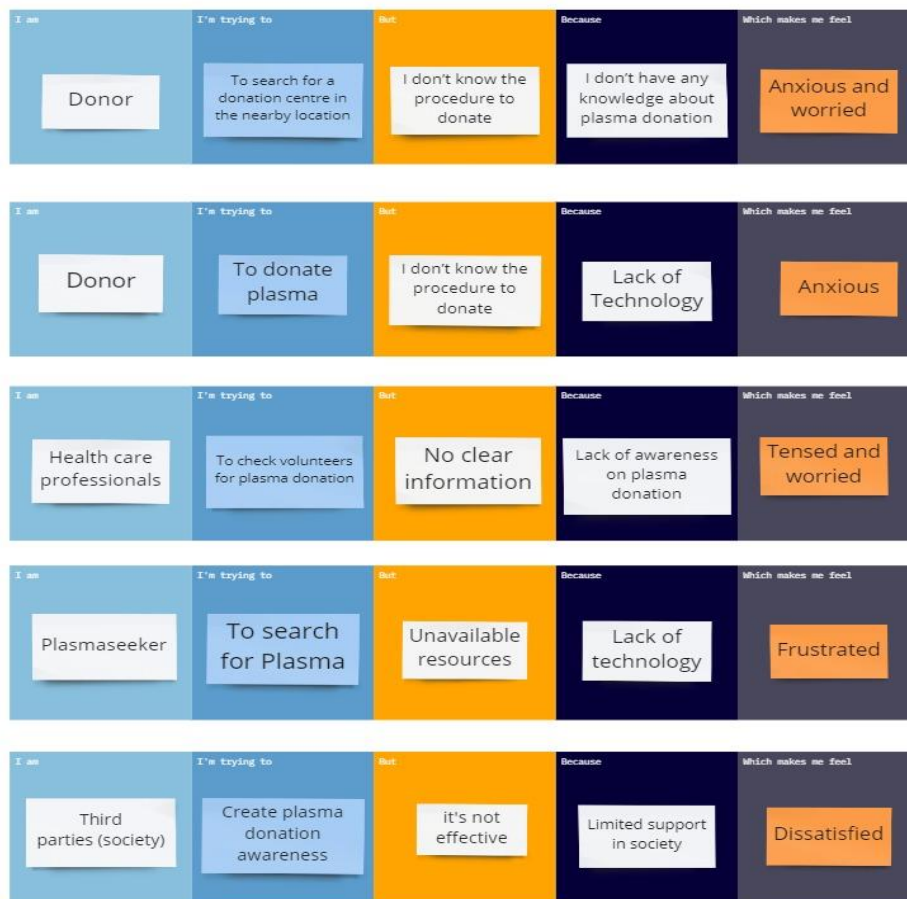 I am
I'm trying to
But
Because
Which makes me feel
Donor
To search for a
donation centre in
the nearby location
I don't know the
procedure to
donate
I don't have any
knowledge about
plasma donation
Anxious and
worried
I am
I'm trying to
But
Because
Which makes me feel
Donor
To donate
plasma
I don't know the
procedure to
donate
Lack of
Technology
Anxious
I am
I'm trying to
But
Because
Which makes me feel
Health care
professionals
To check volunteers
for plasma donation
No clear
information
Lack of awareness
on plasma
donation
Tensed and
worried
I am
I'm trying to
But
Because
Which makes me feel
Plasmaseeker
To search
for Plasma
Unavailable
resources
Lack of
technology
Frustrated
I am
I'm trying to
But
Because
Which makes me feel
Third
parties (society)
Create plasma
donation
awareness
it's not
effective
Limited support
in society
Dissatisfied